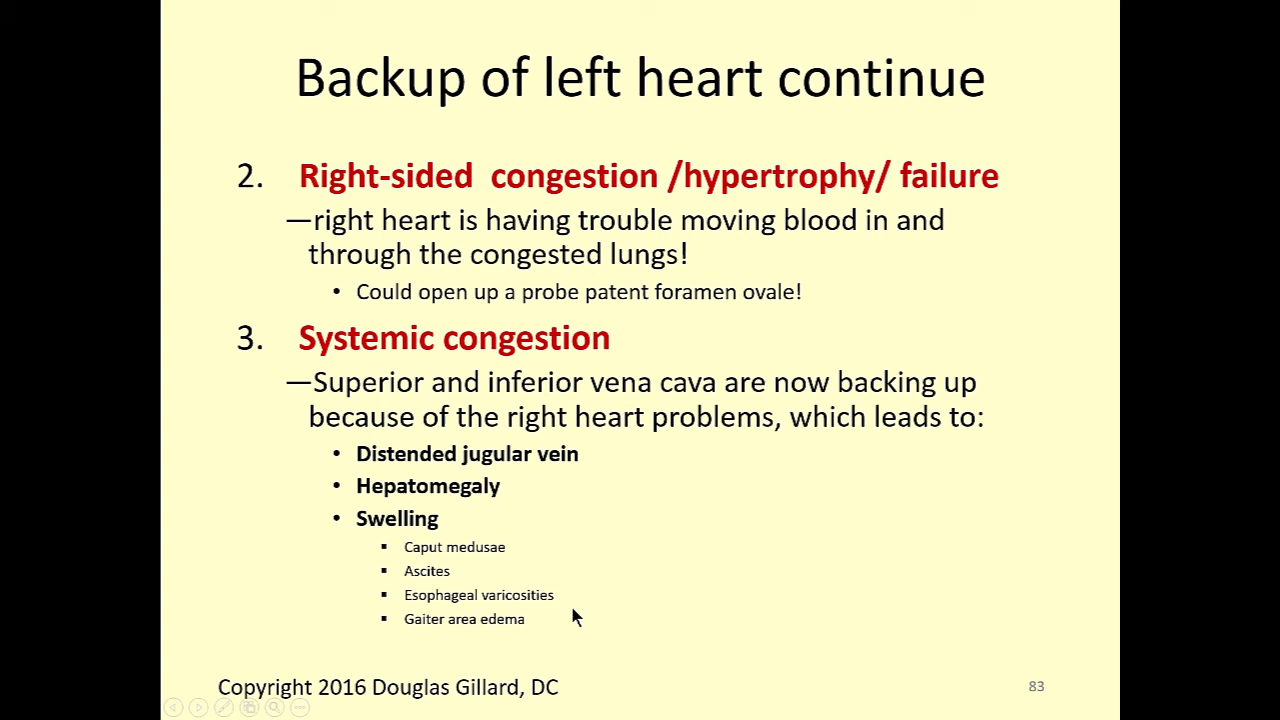 Backup of left heart continue
2. Right-sided congestion /hypertrophy/ failure
—right heart is having trouble moving blood in and
through the congested lungs!
• Could open up a probe patent foramen ovale!
3. Systemic congestion
—Superior and inferior vena cava are now backing up
because of the right heart problems, which leads to:
• Distended jugular vein
• Hepatomegaly
• Swelling
▪ Caput medusae
▪ Ascites
▪ Esophageal varicosities
▪ Gaiter area edema
Copyright 2016 Douglas Gillard, DC
83